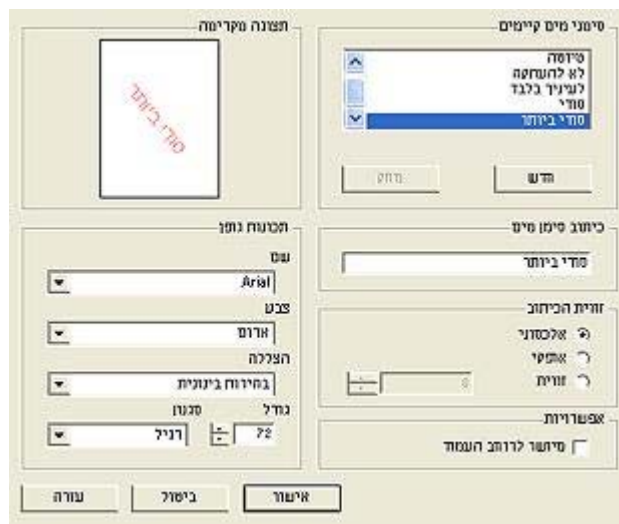 סימני מים קיימים
טיוטה
לא להעתקה
לעיניך בלבד
סודי
סודי ביותר
חדש
מחק
כיתוב סימן מים
סודי ביותר
זווית הכיתוב
אלכסוני
אופקי
זווית
0
אפשרויות
מיושר לרוחב העמוד
תצוגה מקדימה
סודי ביותר
תכונות גופן
שם
Arial
צבע
אדום
הצללה
בהירות בינונית
גודל
סגנון
72
רגיל
אישור
ביטול
עזרה